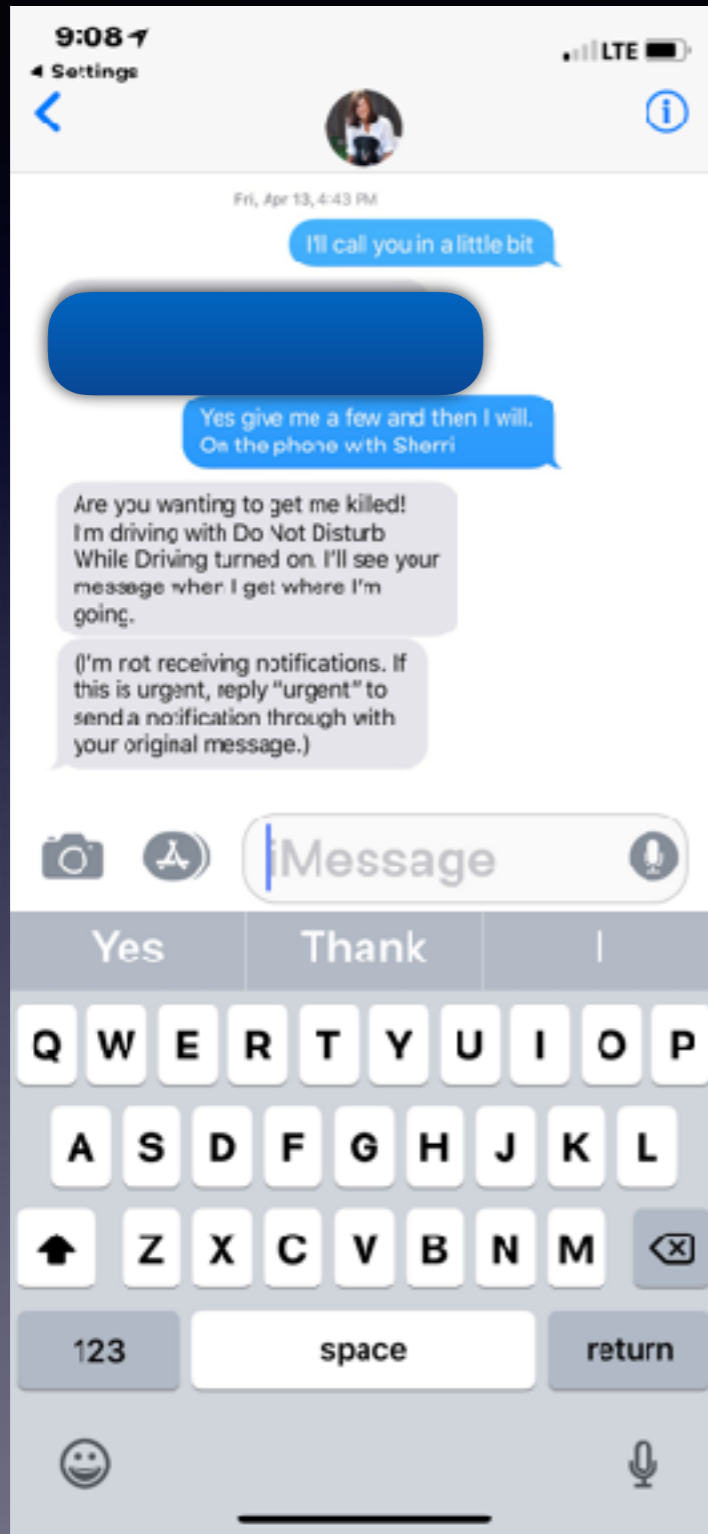 9:08
Settings
LTE
Fri, Apr 13, 4:43 PM
I'll call you in a little bit
Yes give me a few and then I will.
On the phone with Sherri
Are you wanting to get me killed!
I'm driving with Do Not Disturb
While Driving turned on. I'll see your
message when I get where I'm
going.
(I'm not receiving notifications. If
this is urgent, reply "urgent" to
send a notification through with
your original message.)
iMessage
Yes Thank I
Q W E R T Y U I O P
A S D F G H J K L
Z X C V B N M
123 space return